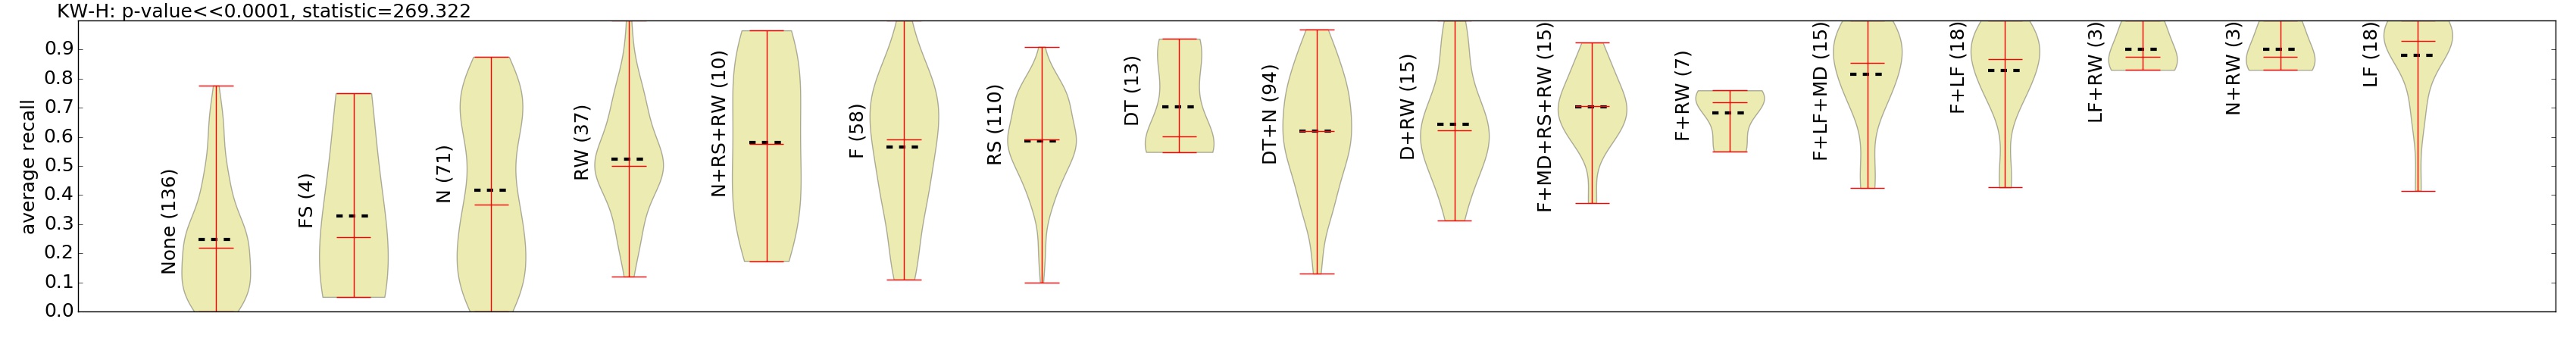 KW-H: p-value<<0.0001, statistic=269.322
average recall
0.9
0.8
0.7
0.6
0.5
0.4
0.3
0.2
0.1
0.0
None (136)
FS (4)
N (71)
RW (37)
N+RS+RW (10)
F (58)
RS (110)
DT (13)
DT+N (94)
D+RW (15)
F+MD+RS+RW (15)
F+RW (7)
F+LF+MD (15)
F+LF (18)
LF+RW (3)
N+RW (3)
LF (18)